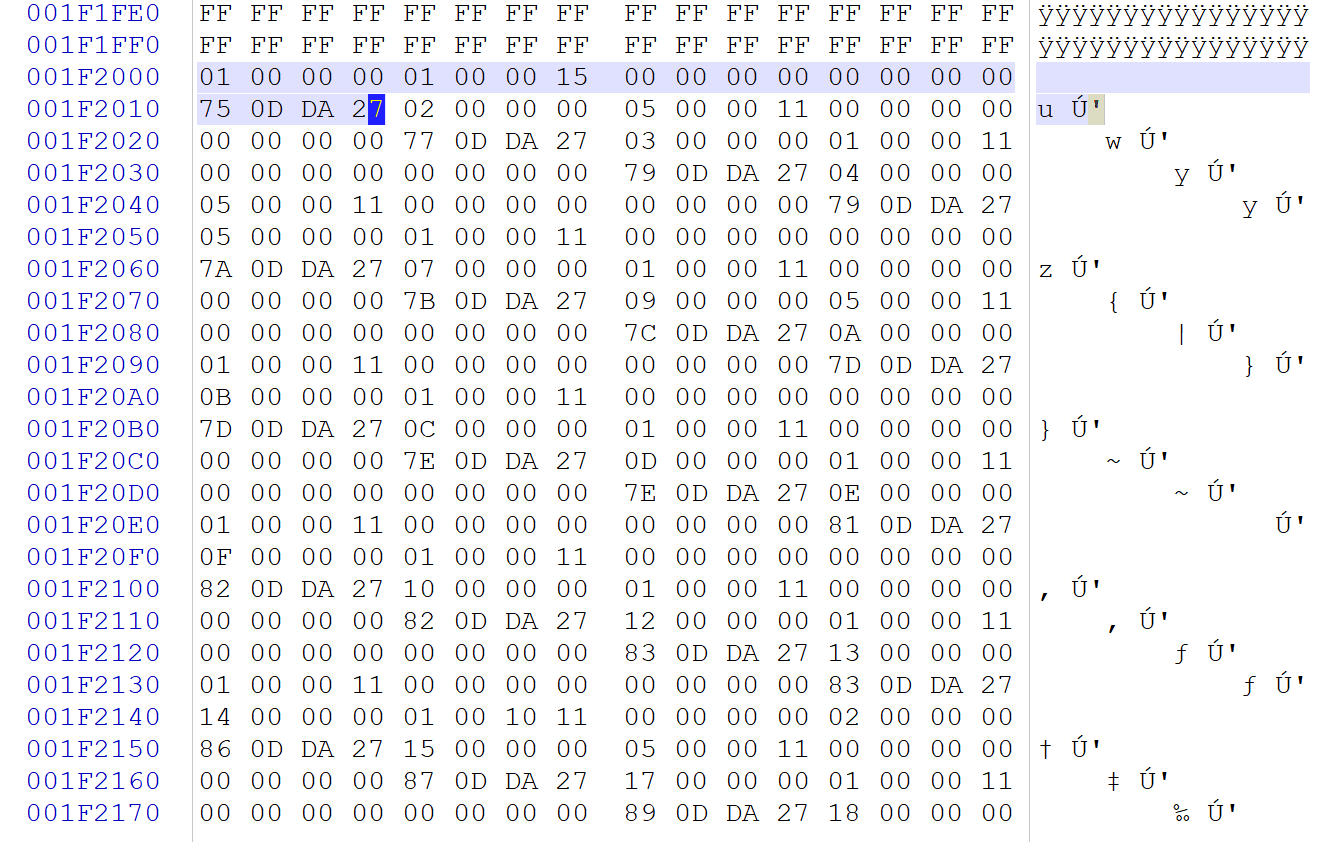 001F1FE0 FF FF FF FF FF FF FF FF FF FF FF FF FF FF FF FF ÿÿÿÿÿÿÿÿÿÿÿÿÿÿÿÿ
001F1FF0 FF FF FF FF FF FF FF FF FF FF FF FF FF FF FF FF ÿÿÿÿÿÿÿÿÿÿÿÿÿÿÿÿ
001F2000 01 00 00 00 01 00 00 15 00 00 00 00 00 00 00 00
001F2010 75 0D DA 27 02 00 00 00 05 00 00 11 00 00 00 00 u Ú'
001F2020 00 00 00 00 77 0D DA 27 03 00 00 00 01 00 00 11 w Ú'
001F2030 00 00 00 00 00 00 00 00 79 0D DA 27 04 00 00 00 y Ú'
001F2040 05 00 00 11 00 00 00 00 00 00 00 00 79 0D DA 27 y Ú'
001F2050 05 00 00 00 01 00 00 11 00 00 00 00 00 00 00 00
001F2060 7A 0D DA 27 07 00 00 00 01 00 00 11 00 00 00 00 z Ú'
001F2070 00 00 00 00 7B 0D DA 27 09 00 00 00 05 00 00 11 { Ú'
001F2080 00 00 00 00 00 00 00 00 7C 0D DA 27 0A 00 00 00 | Ú'
001F2090 01 00 00 11 00 00 00 00 00 00 00 00 7D 0D DA 27 } Ú'
001F20A0 0B 00 00 00 01 00 00 11 00 00 00 00 00 00 00 00
001F20B0 7D 0D DA 27 0C 00 00 00 01 00 00 11 00 00 00 00 } Ú'
001F20C0 00 00 00 00 7E 0D DA 27 0D 00 00 00 01 00 00 11 ~ Ú'
001F20D0 00 00 00 00 00 00 00 00 7E 0D DA 27 0E 00 00 00 ~ Ú'
001F20E0 01 00 00 11 00 00 00 00 00 00 00 00 81 0D DA 27 Ú'
001F20F0 0F 00 00 00 01 00 00 11 00 00 00 00 00 00 00 00
001F2100 82 0D DA 27 10 00 00 00 01 00 00 11 00 00 00 00 ‚ Ú'
001F2110 00 00 00 00 82 0D DA 27 12 00 00 00 01 00 00 11 ‚ Ú'
001F2120 00 00 00 00 00 00 00 00 83 0D DA 27 13 00 00 00 ƒ Ú'
001F2130 01 00 00 11 00 00 00 00 00 00 00 00 83 0D DA 27 ƒ Ú'
001F2140 14 00 00 00 01 00 10 11 00 00 00 00 02 00 00 00
001F2150 86 0D DA 27 15 00 00 00 05 00 00 11 00 00 00 00 † Ú'
001F2160 00 00 00 00 87 0D DA 27 17 00 00 00 01 00 00 11 ‡ Ú'
001F2170 00 00 00 00 00 00 00 00 89 0D DA 27 18 00 00 00 ‰ Ú'